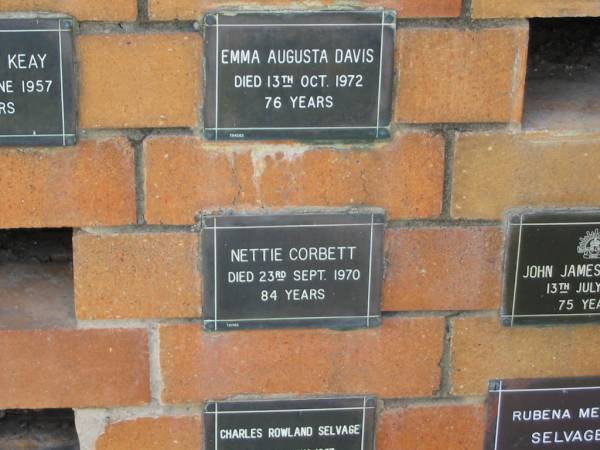 KEAY
NE 1957
RS
EMMA AUGUSTA DAVIS
DIED 13TH OCT. 1972
76 YEARS
NETTIE CORBETT
DIED 23RD SEPT. 1970
84 YEARS
JOHN JAMES
13TH JULY
75 YEA
CHARLES ROWLAND SELVAGE
RUBENA ME
SELVAGE